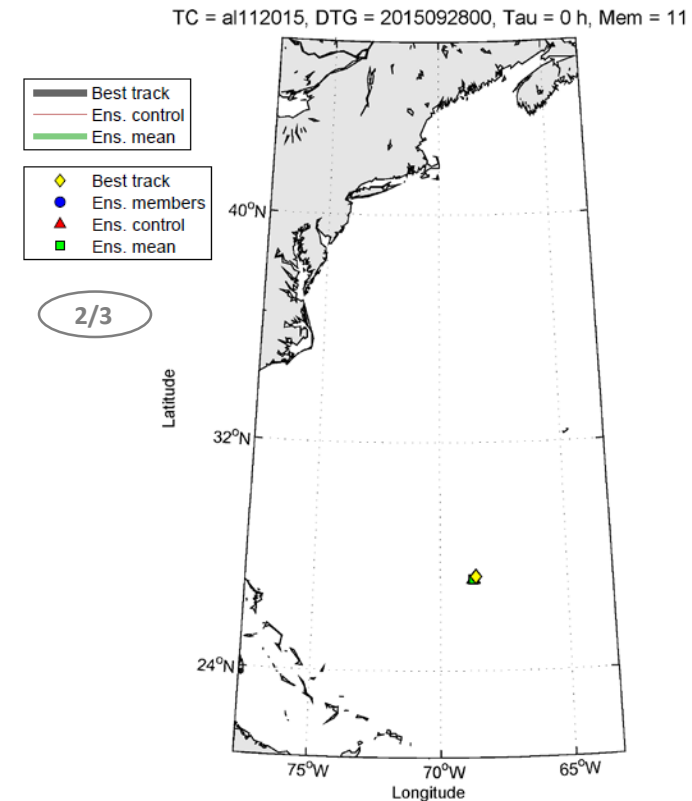 TC = al112015, DTG = 2015092800, Tau = 0 h, Mem = 11
Best track
Ens. control
Ens. mean
Best track
Ens. members
Ens. control
Ens. mean
2/3
40°N
32°N
24°N
Latitude
75°W
70°W
65°W
Longitude